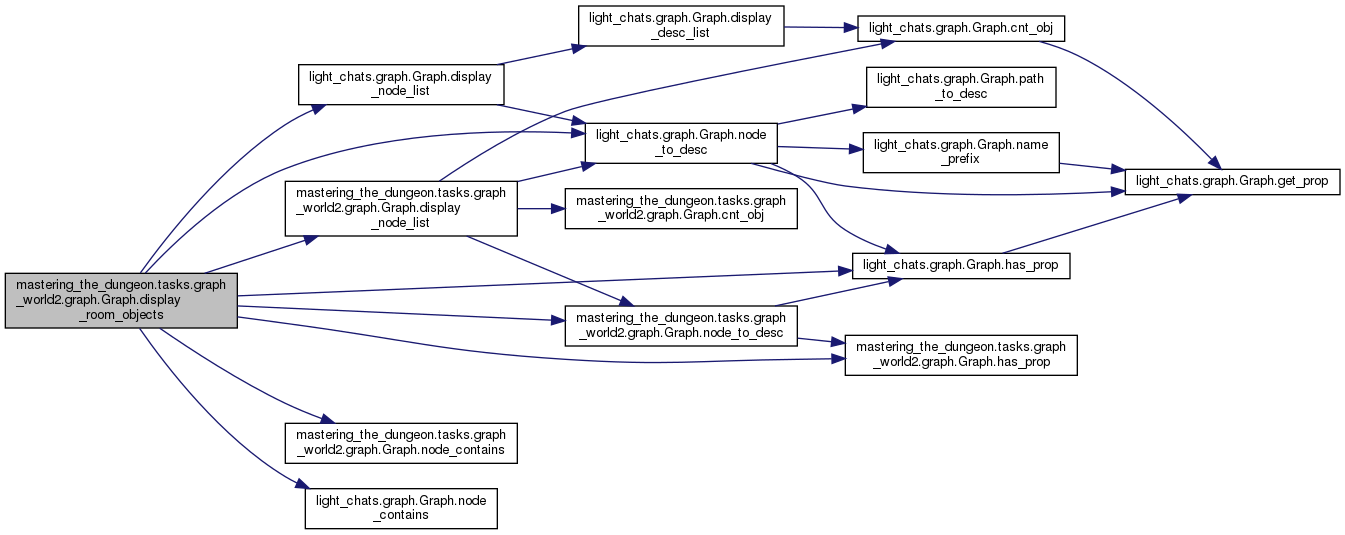 light_chats.graph.Graph.display
_desc_list
light_chats.graph.Graph.cnt_obj
light_chats.graph.Graph.display
_node_list
light_chats.graph.Graph.path
_to_desc
light_chats.graph.Graph.node
_to_desc
light_chats.graph.Graph.name
_prefix
light_chats.graph.Graph.get_prop
mastering_the_dungeon.tasks.graph
_world2.graph.Graph.display
_node_list
mastering_the_dungeon.tasks.graph
_world2.graph.Graph.cnt_obj
light_chats.graph.Graph.has_prop
mastering_the_dungeon.tasks.graph
_world2.graph.Graph.display
_room_objects
mastering_the_dungeon.tasks.graph
_world2.graph.Graph.node_to_desc
mastering_the_dungeon.tasks.graph
_world2.graph.Graph.has_prop
mastering_the_dungeon.tasks.graph
_world2.graph.Graph.node_contains
light_chats.graph.Graph.node
_contains